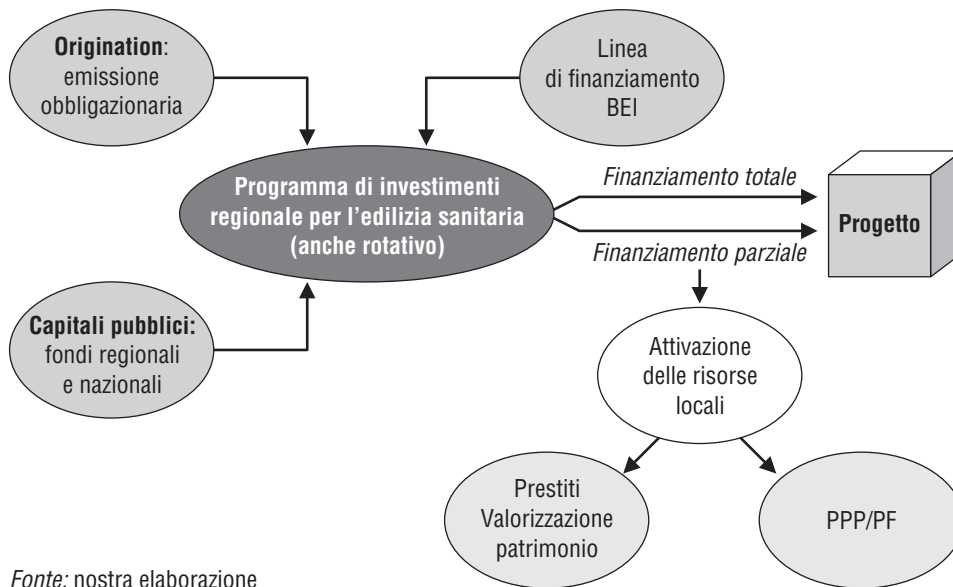 Origination:
emissione
obbligazionaria
Linea
di finanziamento
BEI
Programma di investimenti
regionale per l'edilizia sanitaria
(anche rotativo)
Finanziamento totale
Finanziamento parziale
Progetto
Capitali pubblici:
fondi regionali
e nazionali
Attivazione
delle risorse
locali
Prestiti
Valorizzazione
patrimonio
PPP/PF
Fonte: nostra elaborazione